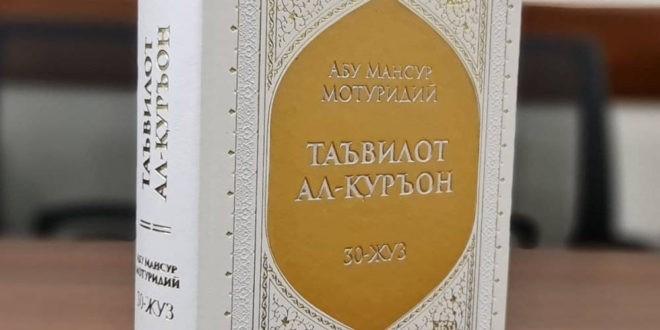 АБУ МАНСУР
МОТУРИДИЙ
ТАЪВИЛОТ
АЛ-ҚУРЪОН
30-ЖУЗ
ТАЪВИЛОТ
АЛ-ҚУРЪОН
АБУ МАНСУР
МОТУРИДИЙ
30-ЖУЗ